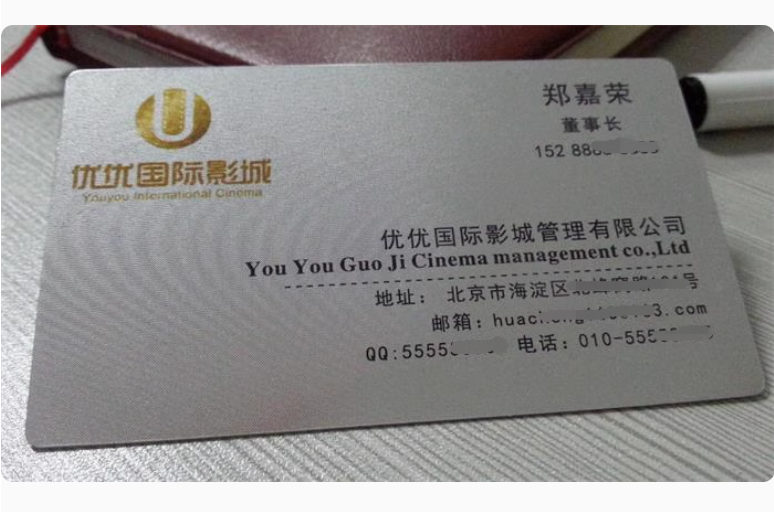 优优国际影城
Youyou International Cinema
郑嘉荣
董事长
152 88
优优国际影城管理有限公司
You You Guo Ji Cinema management co.,Ltd
地址： 北京市海淀区
邮箱：
QQ:5555 电话：010-555